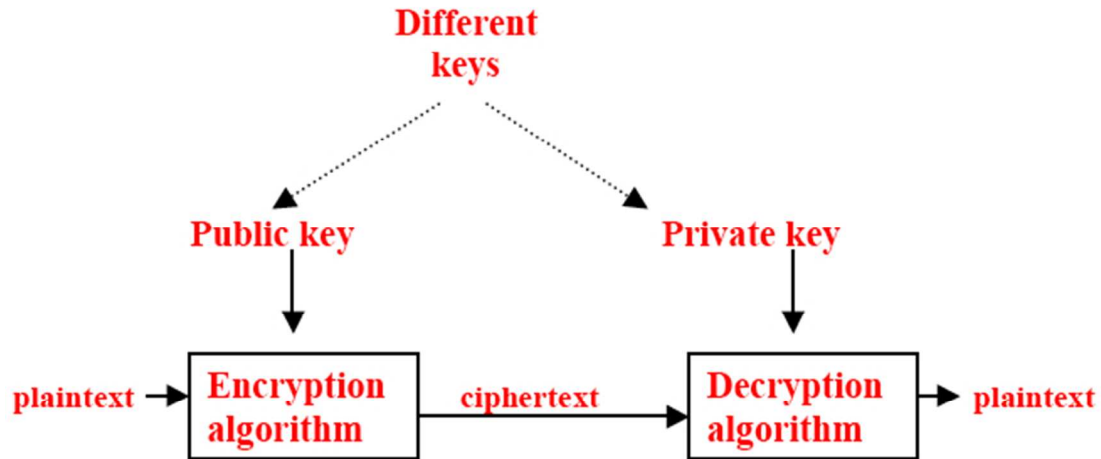 Different
keys
Public key
Private key
plaintext
Encryption
algorithm
ciphertext
Decryption
algorithm
plaintext